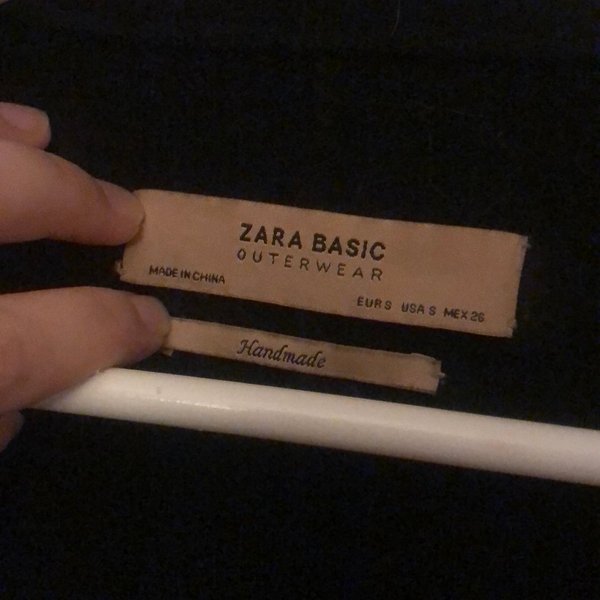 ZARA BASIC
OUTERWEAR
MADE IN CHINA
EUR S USA S MEX 26
Handmade